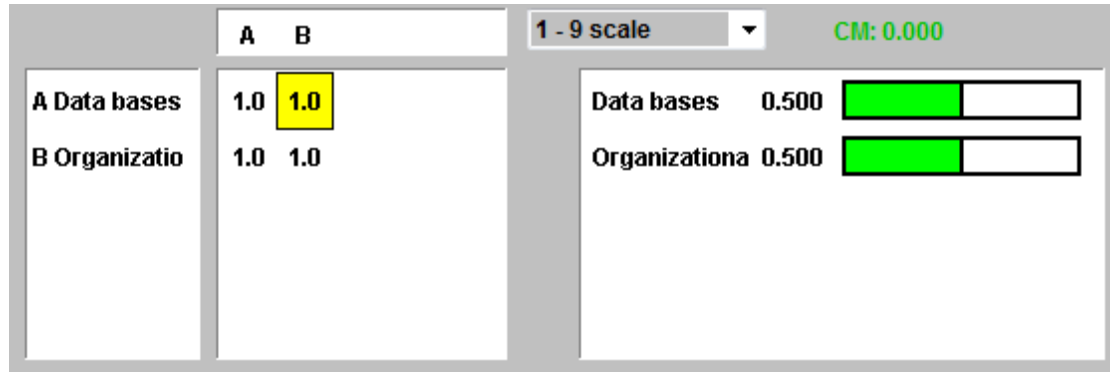 A B
1 - 9 scale
CM: 0.000
A Data bases 1.0 1.0
B Organizatio 1.0 1.0
Data bases 0.500
Organizationa 0.500